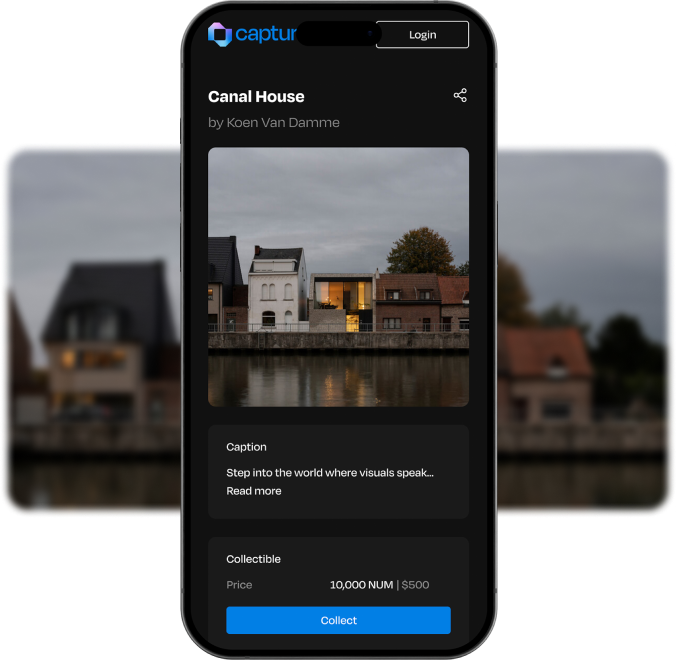 captur
Login
Canal House
by Koen Van Damme
Caption
Step into the world where visuals speak...
Read more
Collectible
Price 10,000 NUM | $500
Collect